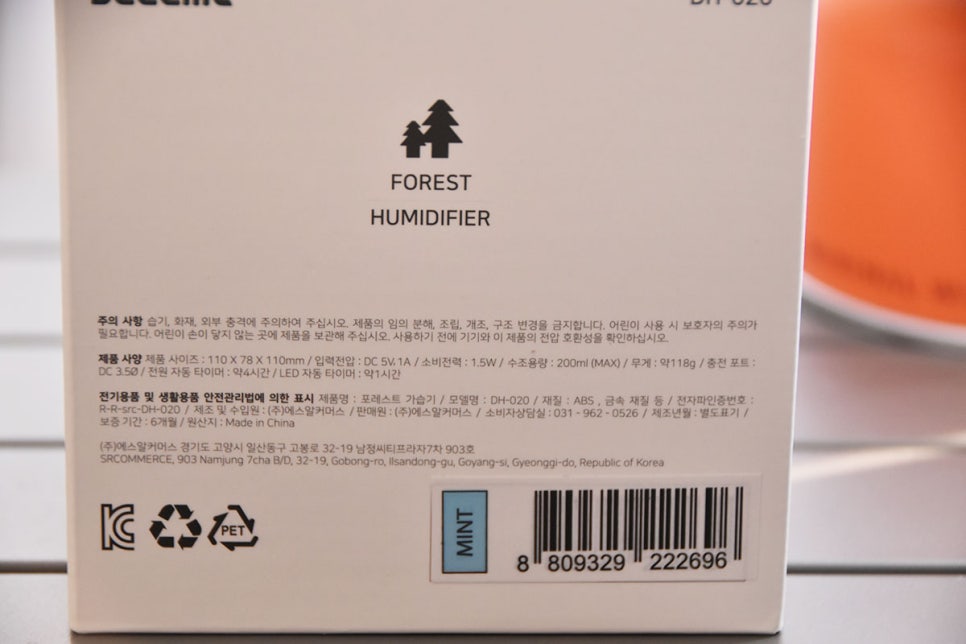 DH-020
FOREST
HUMIDIFIER
주의 사항 습기, 화재, 외부 충격에 주의하여 주십시오. 제품의 임의 분해, 조립, 개조, 구조 변경을 금지합니다. 어린이 사용 시 보호자의 주의가
필요합니다. 어린이 손이 닿지 않는 곳에 제품을 보관해 주십시오. 사용하기 전에 기기와 이 제품의 전압 호환성을 확인하십시오.
제품 사양 제품 사이즈 : 110 X 78 X 110mm / 입력전압 : DC 5V.1A / 소비전력 : 1.5W / 수조용량 : 200ml (MAX) / 무게 : 약118g / 충전 포트 :
DC 3.5Ø / 전원 자동 타이머 : 약4시간 / LED 자동 타이머 : 약1시간
전기용품 및 생활용품 안전관리법에 의한 표시 제품명 : 포레스트 가습기 / 모델명 : DH-020 / 재질 : ABS , 금속 재질 등 / 전자파인증번호 :
R-R-src-DH-020 / 제조 및 수입원 : (주)에스알커머스 / 판매원 : (주)에스알커머스 / 소비자상담실 : 031 - 962 - 0526 / 제조년월 : 별도표기 /
보증 기간 : 6개월 / 원산지 : Made in China
(주)에스알커머스 경기도 고양시 일산동구 고봉로 32-19 남정씨티프라자7차 903호
SRCOMMERCE, 903 Namjung 7cha B/D, 32-19, Gobong-ro, Ilsandong-gu, Goyang-si, Gyeonggi-do, Republic of Korea
PET
MINT
8 809329 222696